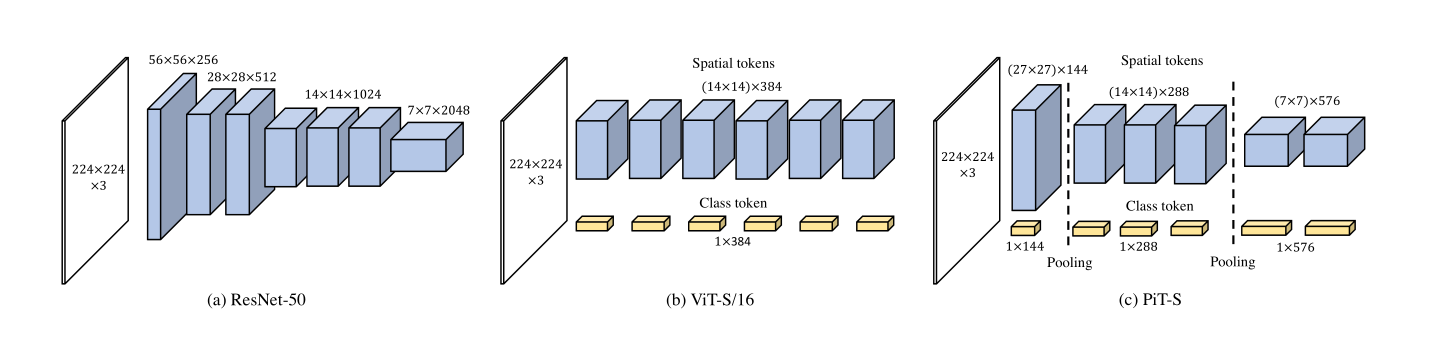 56×56×256
28×28×512
14×14×1024
7×7×2048
224×224
×3
(a) ResNet-50
Spatial tokens
(14×14)×384
224×224
×3
Class token
1×384
(b) ViT-S/16
Spatial tokens
(27×27)×144
(14×14)×288
(7×7)×576
224×224
×3
Class token
1×144
1×288
1×576
Pooling
Pooling
(c) PiT-S